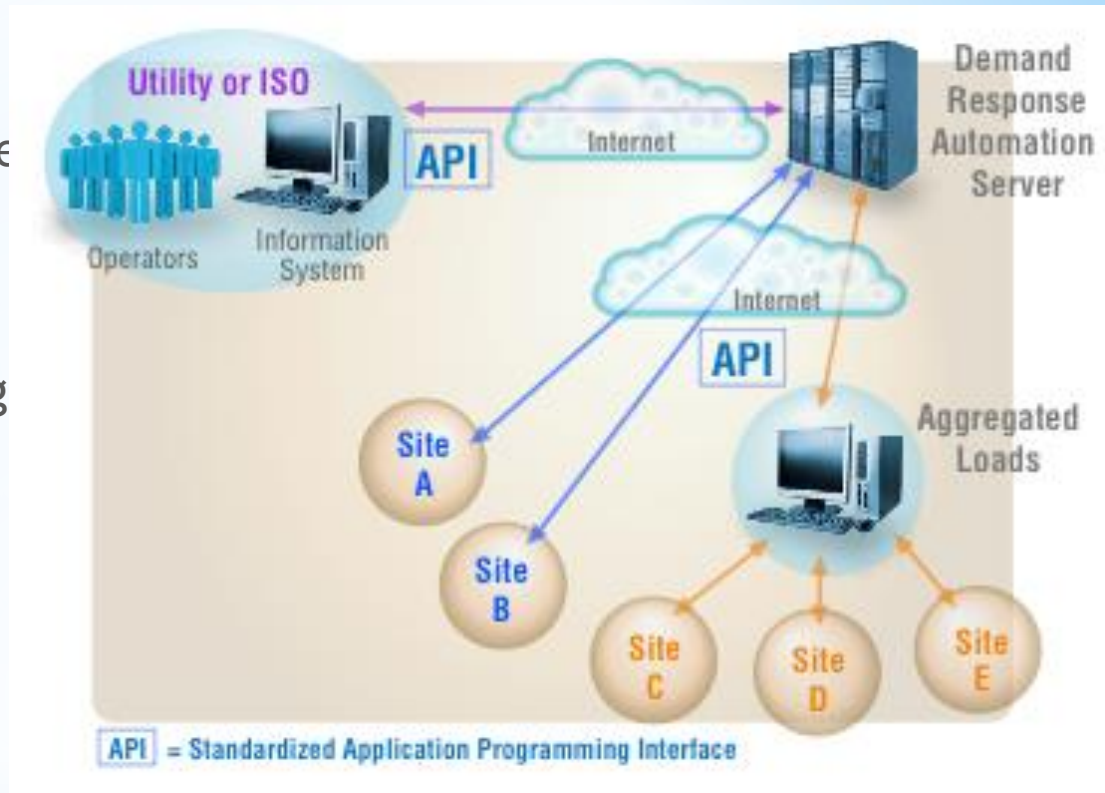 Utility or ISO
Operators
Information
System
API
Internet
Demand
Response
Automation
Server
Internet
API
Aggregated
Loads
Site
A
Site
B
Site
C
Site
D
Site
E
API = Standardized Application Programming Interface